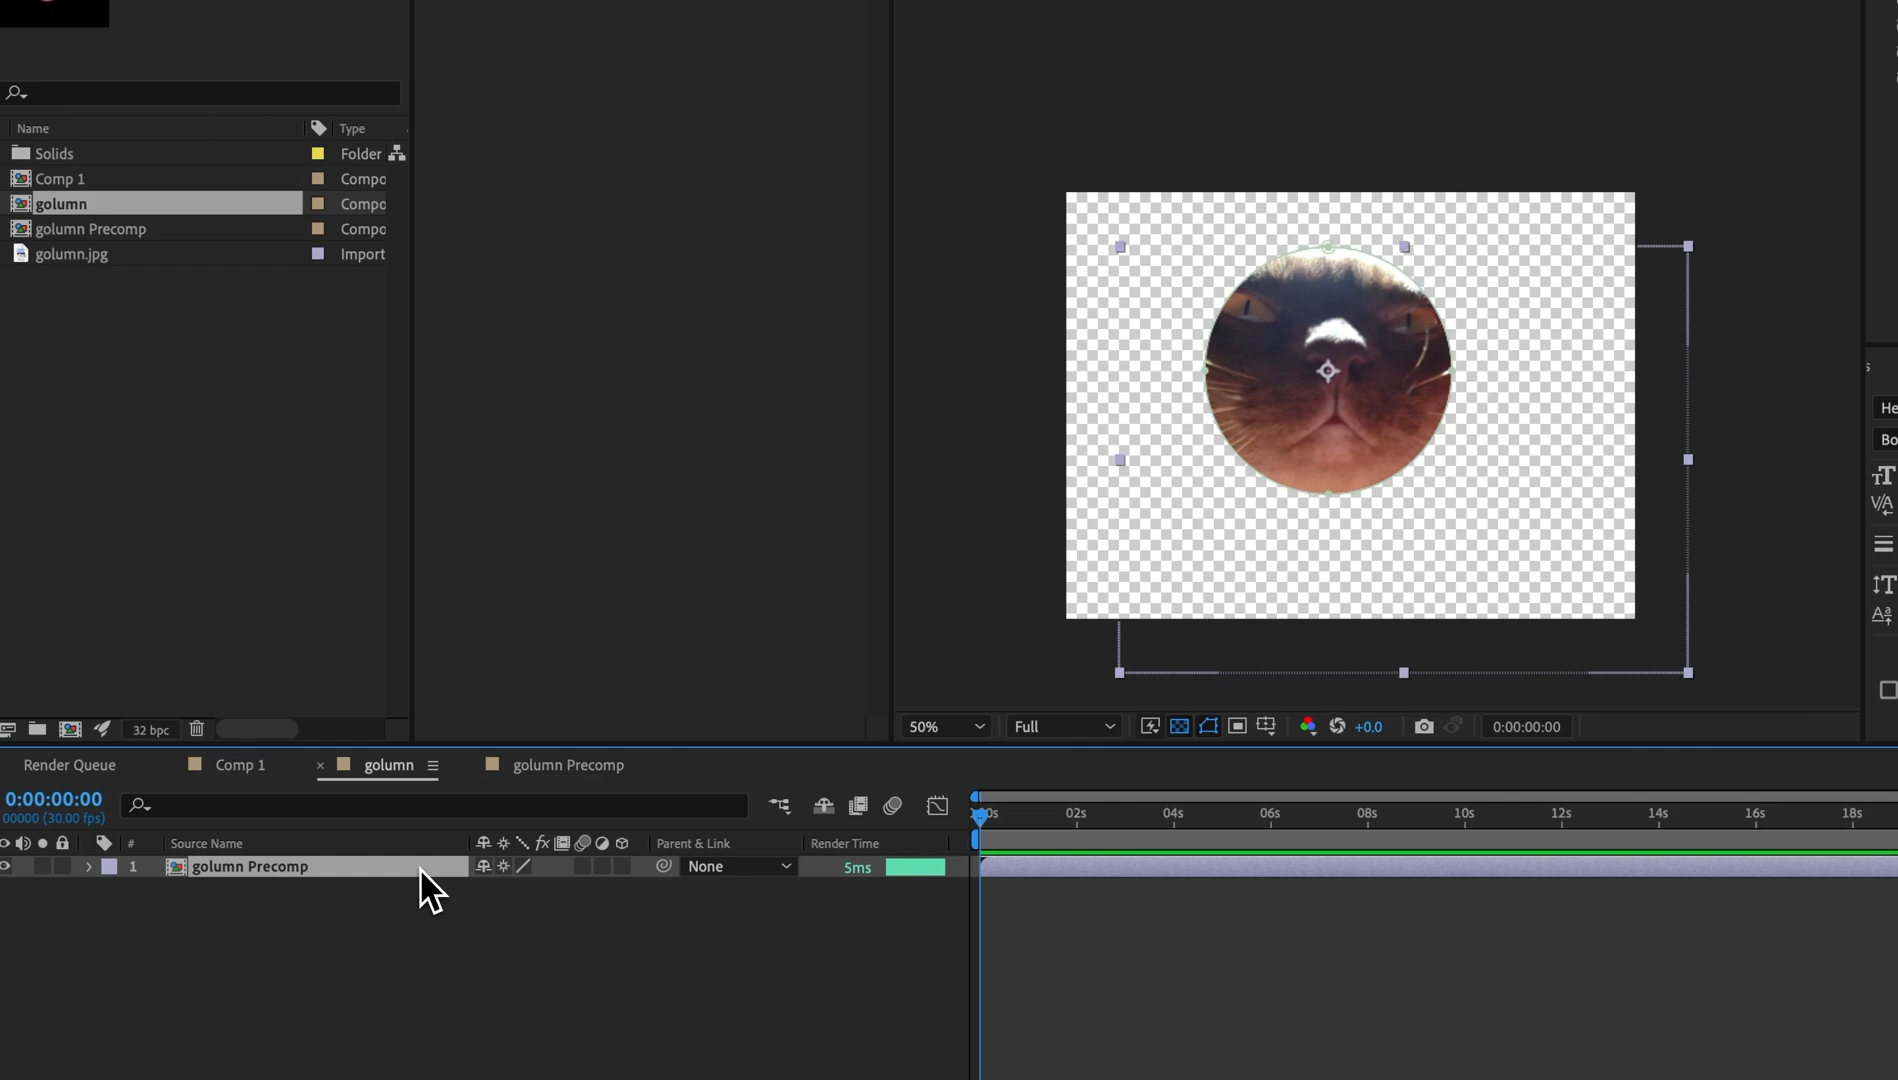 Name Type
Solids Folder
Comp 1 Compo
golumn Compo
golumn Precomp Compo
golumn.jpg Import
He
Bo
32 bpc
50% Full +0.0 0:00:00:00
Render Queue Comp 1 × golumn golumn Precomp
0:00:00:00
00000 (30.00 fps)
02s 04s 06s 08s 10s 12s 14s 16s 18s
# Source Name fx Parent & Link Render Time
1 golumn Precomp None 5ms